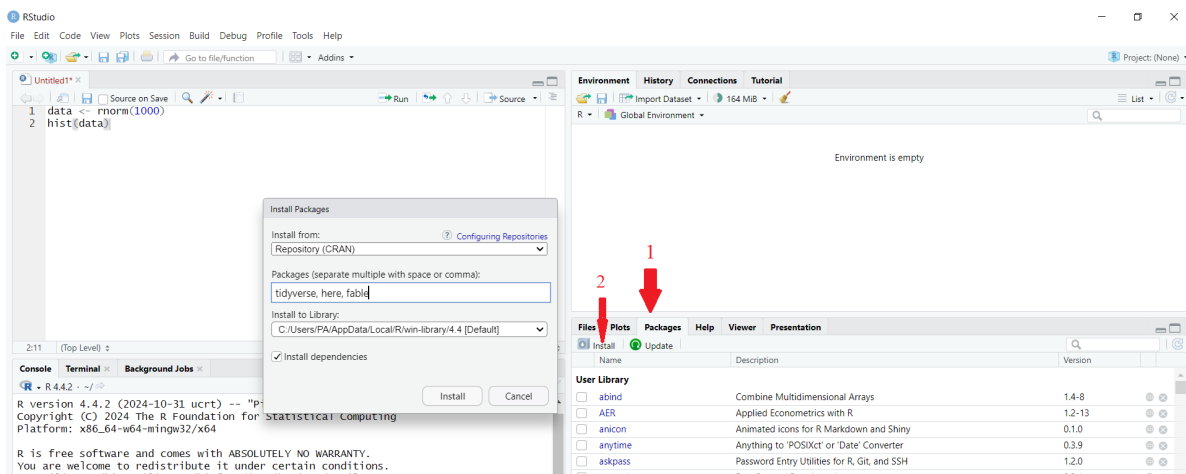 RStudio
File Edit Code View Plots Session Build Debug Profile Tools Help
Go to file/function Addins Project: (None)
Untitled1*
Source on Save Run Source
1 data <- rnorm(1000)
2 hist(data)
2:11 (Top Level)
Console Terminal Background Jobs
R R 4.4.2 · ~/
R version 4.4.2 (2024-10-31 ucrt) -- "Pi
Copyright (C) 2024 The R Foundation for Statistical Computing
Platform: x86_64-w64-mingw32/x64
R is free software and comes with ABSOLUTELY NO WARRANTY.
You are welcome to redistribute it under certain conditions.
Install Packages
Install from: ? Configuring Repositories
Repository (CRAN)
Packages (separate multiple with space or comma):
tidyverse, here, fable
Install to Library:
C:/Users/PA/AppData/Local/R/win-library/4.4 [Default]
Install dependencies
Install Cancel
Environment History Connections Tutorial
Import Dataset 164 MiB List
R Global Environment
Environment is empty
1
2
Files Plots Packages Help Viewer Presentation
Install Update
Name Description Version
User Library
abind Combine Multidimensional Arrays 1.4-8
AER Applied Econometrics with R 1.2-13
anicon Animated icons for R Markdown and Shiny 0.1.0
anytime Anything to 'POSIXct' or 'Date' Converter 0.3.9
askpass Password Entry Utilities for R, Git, and SSH 1.2.0